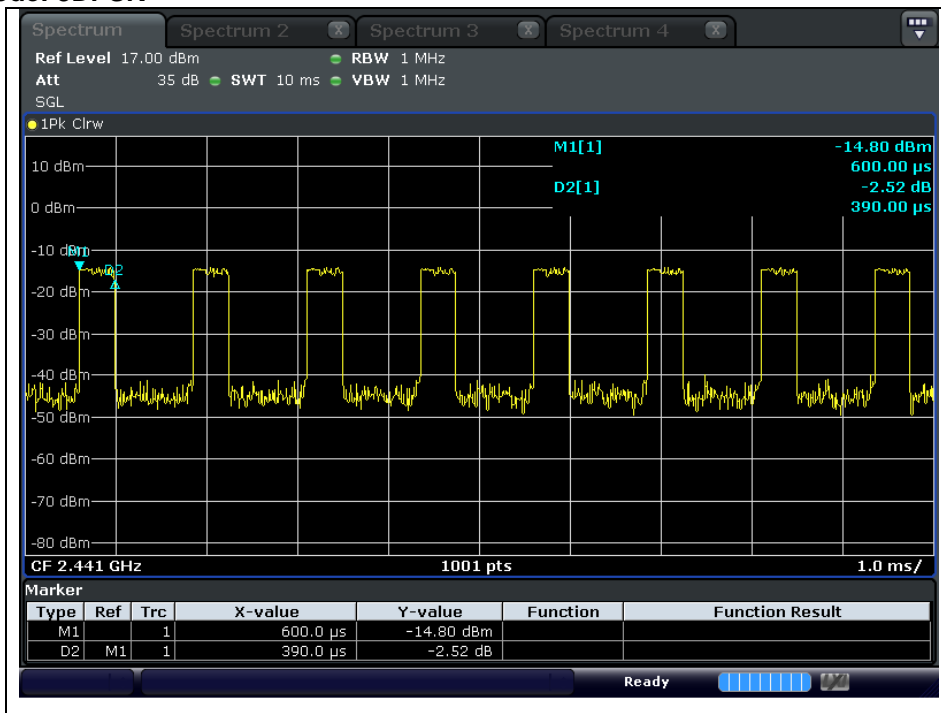 Spectrum Spectrum 2 X Spectrum 3 X Spectrum 4 X
Ref Level 17.00 dBm RBW 1 MHz
Att 35 dB SWT 10 ms VBW 1 MHz
SGL
1Pk Clrw
M1[1] -14.80 dBm
600.00 µs
D2[1] -2.52 dB
390.00 µs
10 dBm
0 dBm
-10 dBm
M1
D2
-20 dBm
-30 dBm
-40 dBm
-50 dBm
-60 dBm
-70 dBm
-80 dBm
CF 2.441 GHz 1001 pts 1.0 ms/
Marker
Type Ref Trc X-value Y-value Function Function Result
M1 1 600.0 µs -14.80 dBm
D2 M1 1 390.0 µs -2.52 dB
Ready